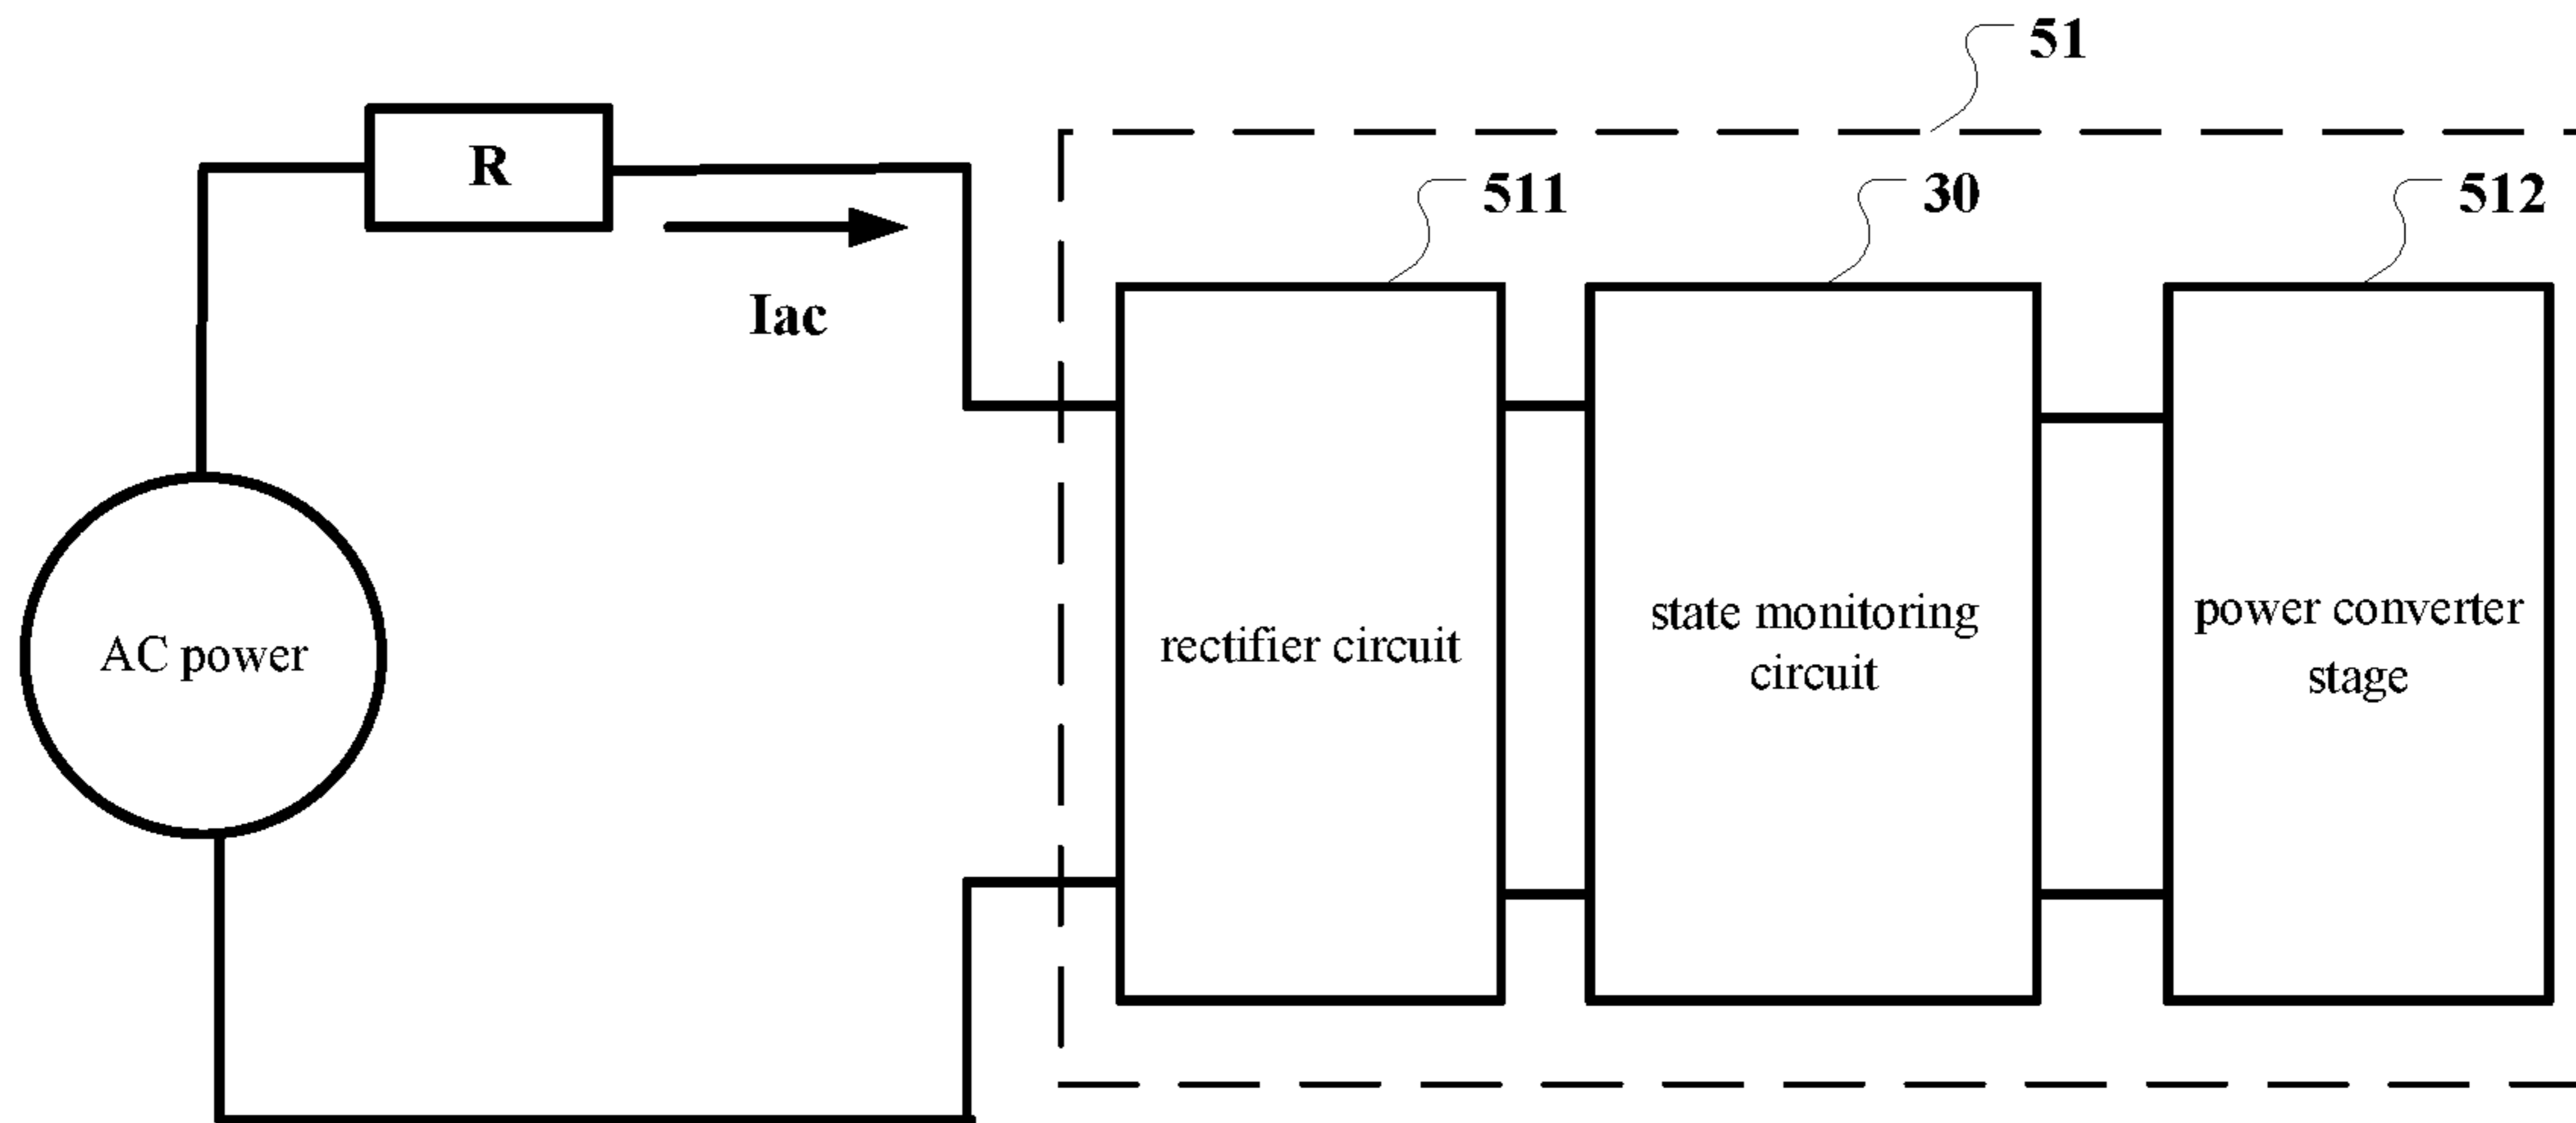 51
R
511
30
512
Iac
AC power
rectifier circuit
state monitoring
circuit
power converter
stage